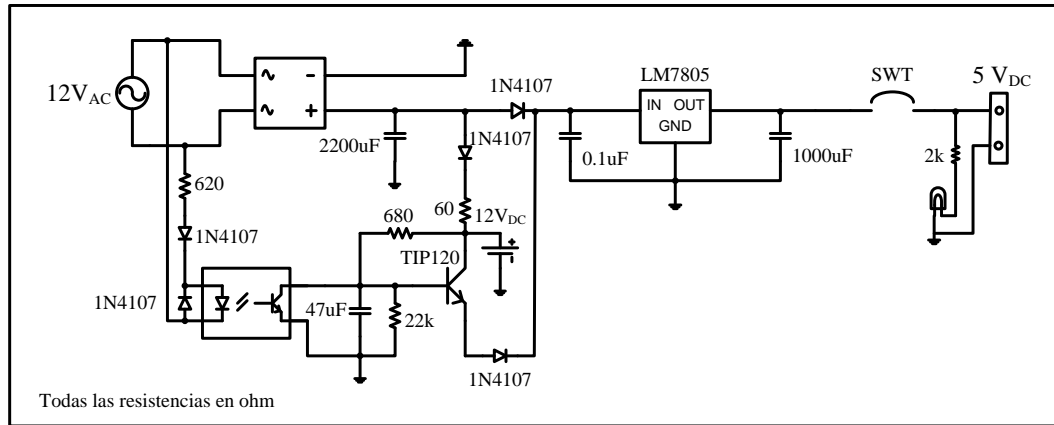 12V_AC
~ -
~ +
1N4107
LM7805
IN OUT
GND
SWT
5 V_DC
1N4107
2200uF
0.1uF
1000uF
2k
620
60
12V_DC
+
-
680
1N4107
TIP120
1N4107
47uF
22k
1N4107
Todas las resistencias en ohm